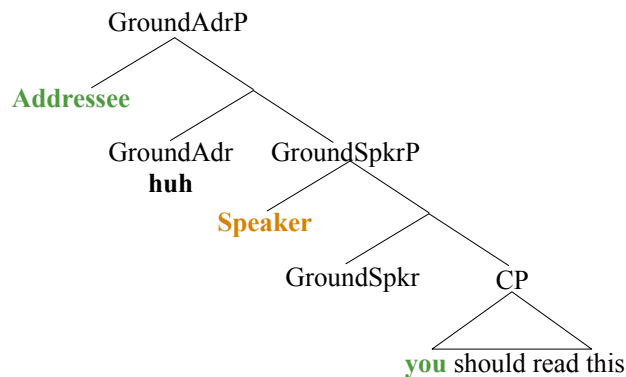 GroundAdrP
Addressee
GroundAdr GroundSpkrP
huh
Speaker
GroundSpkr CP
you should read this